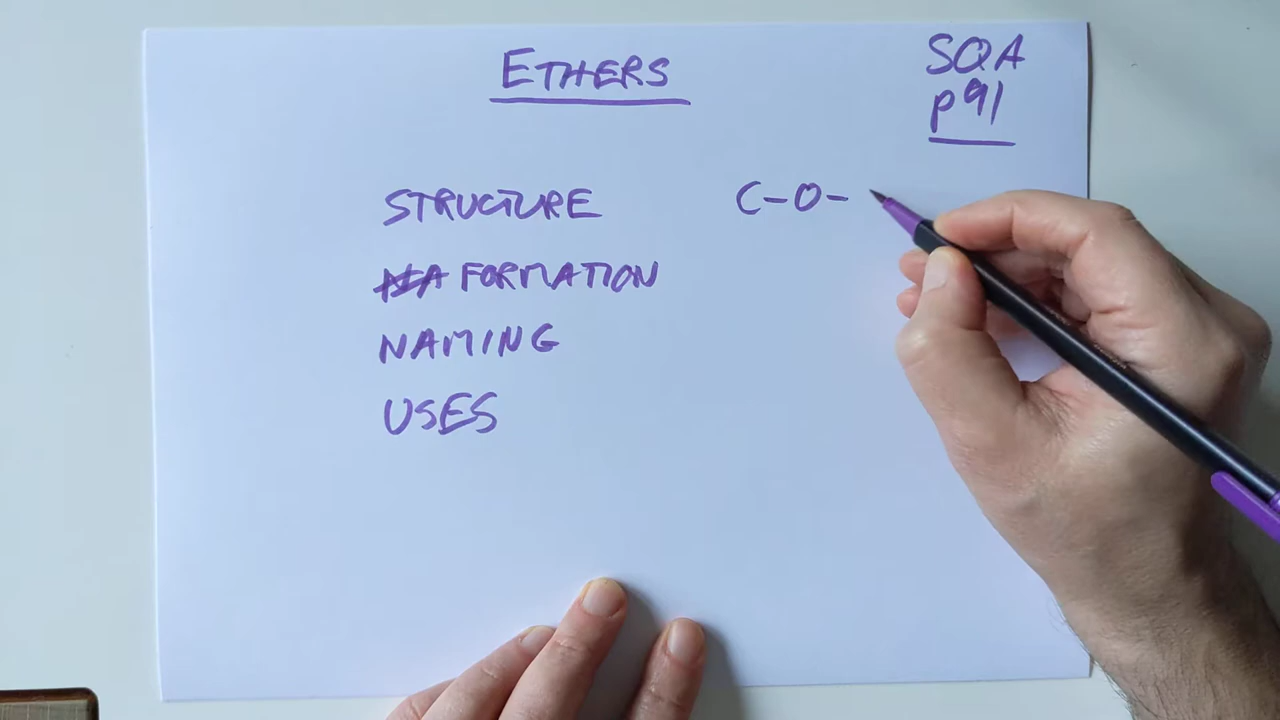 ETHERS
SQA
p91
STRUCTURE C-O-
FORMATION
NAMING
USES